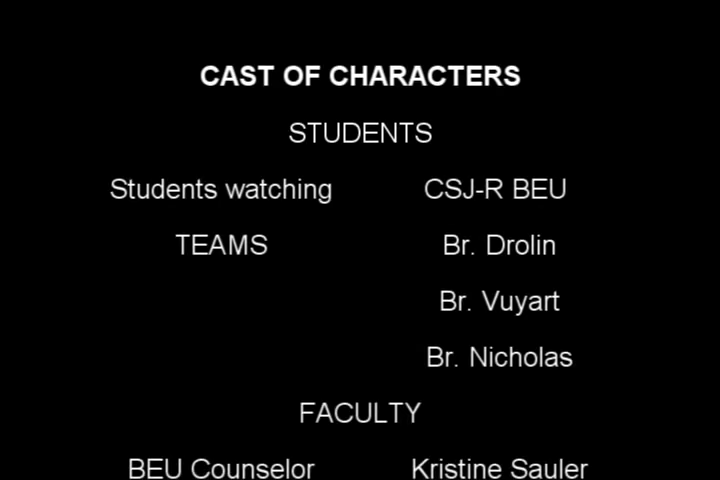 CAST OF CHARACTERS
STUDENTS
Students watching CSJ-R BEU
TEAMS Br. Drolin
Br. Vuyart
Br. Nicholas
FACULTY
BEU Counselor Kristine Sauler